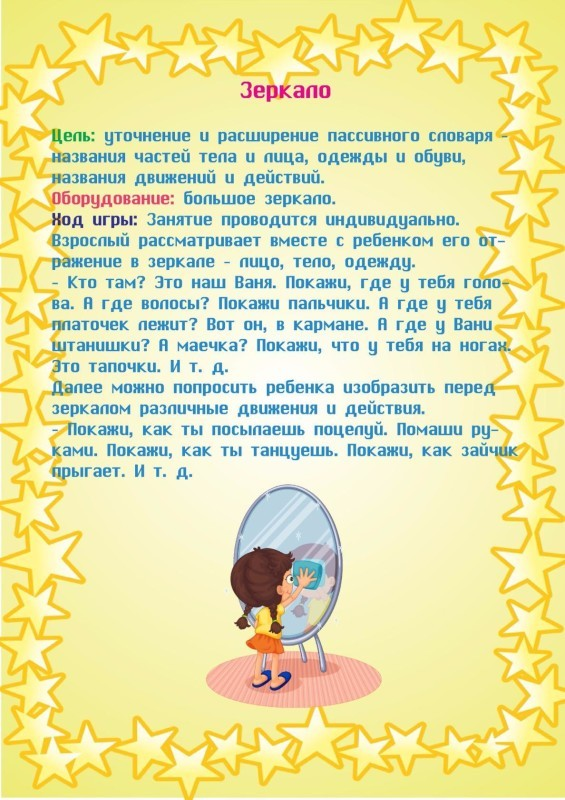 Зеркало
Цель: уточнение и расширение пассивного словаря -
названия частей тела и лица, одежды и обуви,
названия движений и действий.
Оборудование: большое зеркало.
Ход игры: Занятие проводится индивидуально.
Взрослый рассматривает вместе с ребенком его от-
ражение в зеркале - лицо, тело, одежду.
- Кто там? Это наш Ваня. Покажи, где у тебя голо-
ва. А где волосы? Покажи пальчики. А где у тебя
платочек лежит? Вот он, в кармане. А где у Вани
штанишки? А маечка? Покажи, что у тебя на ногах.
Это тапочки. И т. д.
Далее можно попросить ребенка изобразить перед
зеркалом различные движения и действия.
- Покажи, как ты посылаешь поцелуй. Помаши ру-
ками. Покажи, как ты танцуешь. Покажи, как зайчик
прыгает. И т. д.